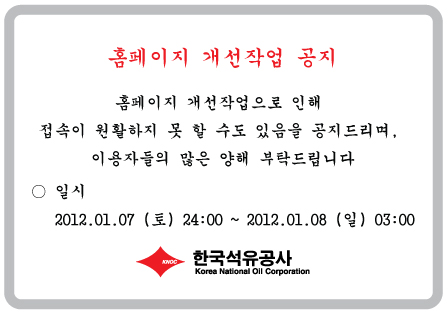 홈페이지 개선작업 공지
홈페이지 개선작업으로 인해
접속이 원활하지 못 할 수도 있음을 공지드리며,
이용자들의 많은 양해 부탁드립니다
○ 일시
2012.01.07 (토) 24:00 ~ 2012.01.08 (일) 03:00
KNOC 한국석유공사
Korea National Oil Corporation